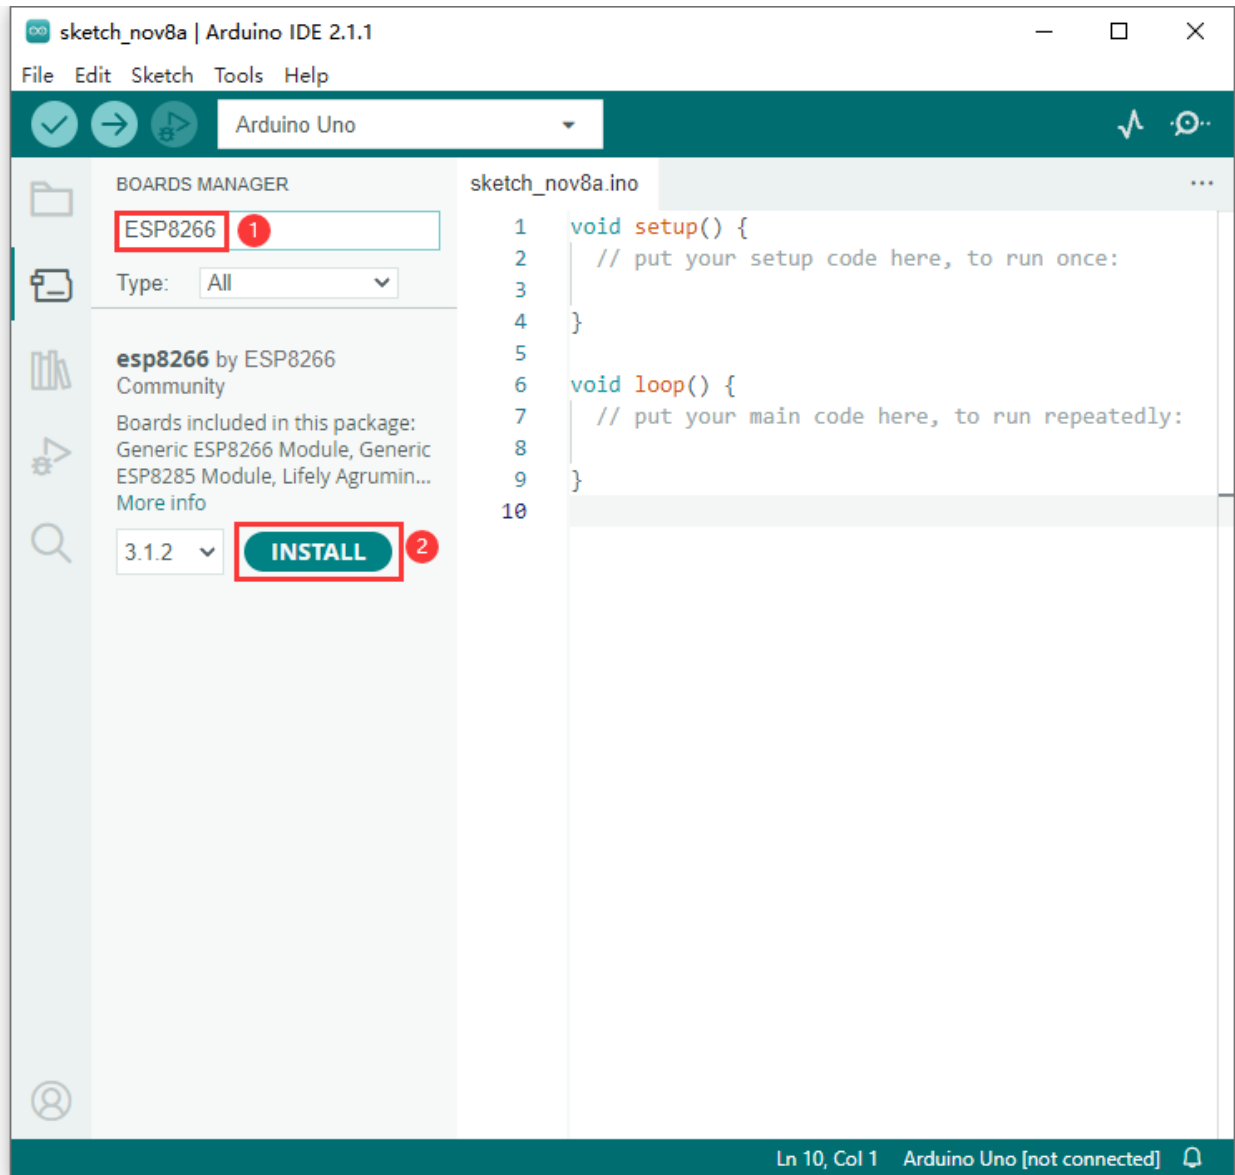 sketch_nov8a | Arduino IDE 2.1.1
File Edit Sketch Tools Help
Arduino Uno
BOARDS MANAGER
ESP8266
1
Type: All
esp8266 by ESP8266
Community
Boards included in this package:
Generic ESP8266 Module, Generic
ESP8285 Module, Lifely Agrumin...
More info
3.1.2
INSTALL
2
sketch_nov8a.ino
1 void setup() {
2 // put your setup code here, to run once:
3
4 }
5
6 void loop() {
7 // put your main code here, to run repeatedly:
8
9 }
10
Ln 10, Col 1 Arduino Uno [not connected]